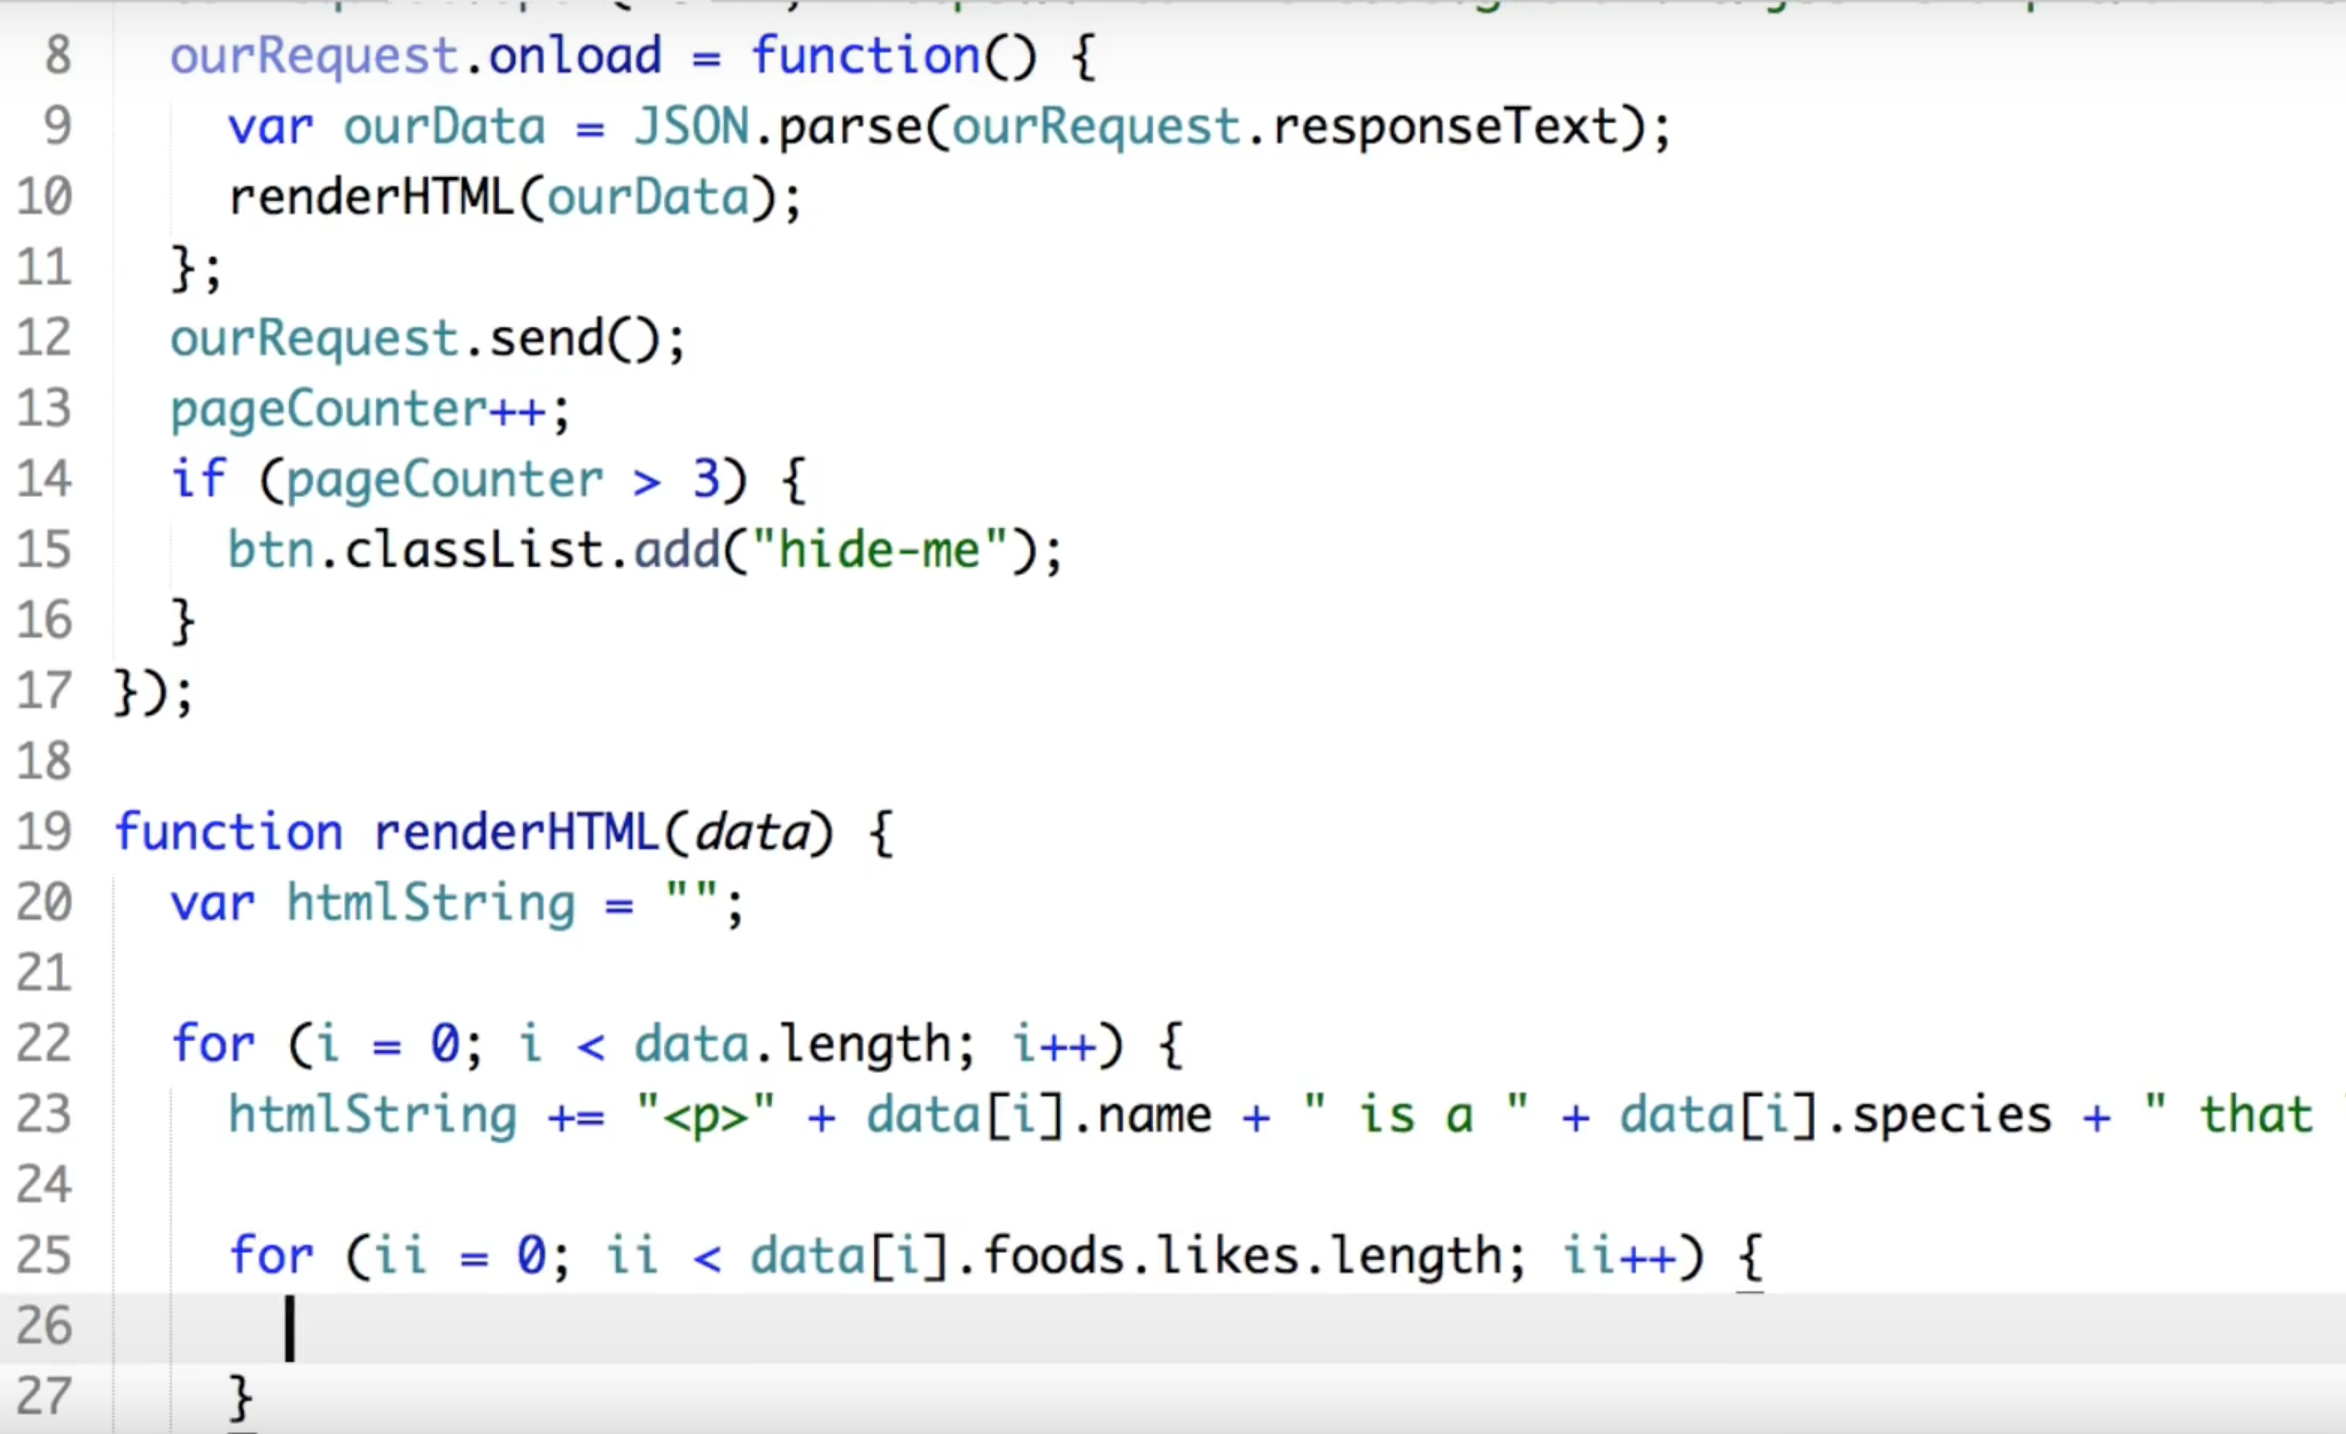 8 ourRequest.onload = function() {
9 var ourData = JSON.parse(ourRequest.responseText);
10 renderHTML(ourData);
11 };
12 ourRequest.send();
13 pageCounter++;
14 if (pageCounter > 3) {
15 btn.classList.add("hide-me");
16 }
17 });
18
19 function renderHTML(data) {
20 var htmlString = "";
21
22 for (i = 0; i < data.length; i++) {
23 htmlString += "<p>" + data[i].name + " is a " + data[i].species + " that
24
25 for (ii = 0; ii < data[i].foods.likes.length; ii++) {
26
27 }